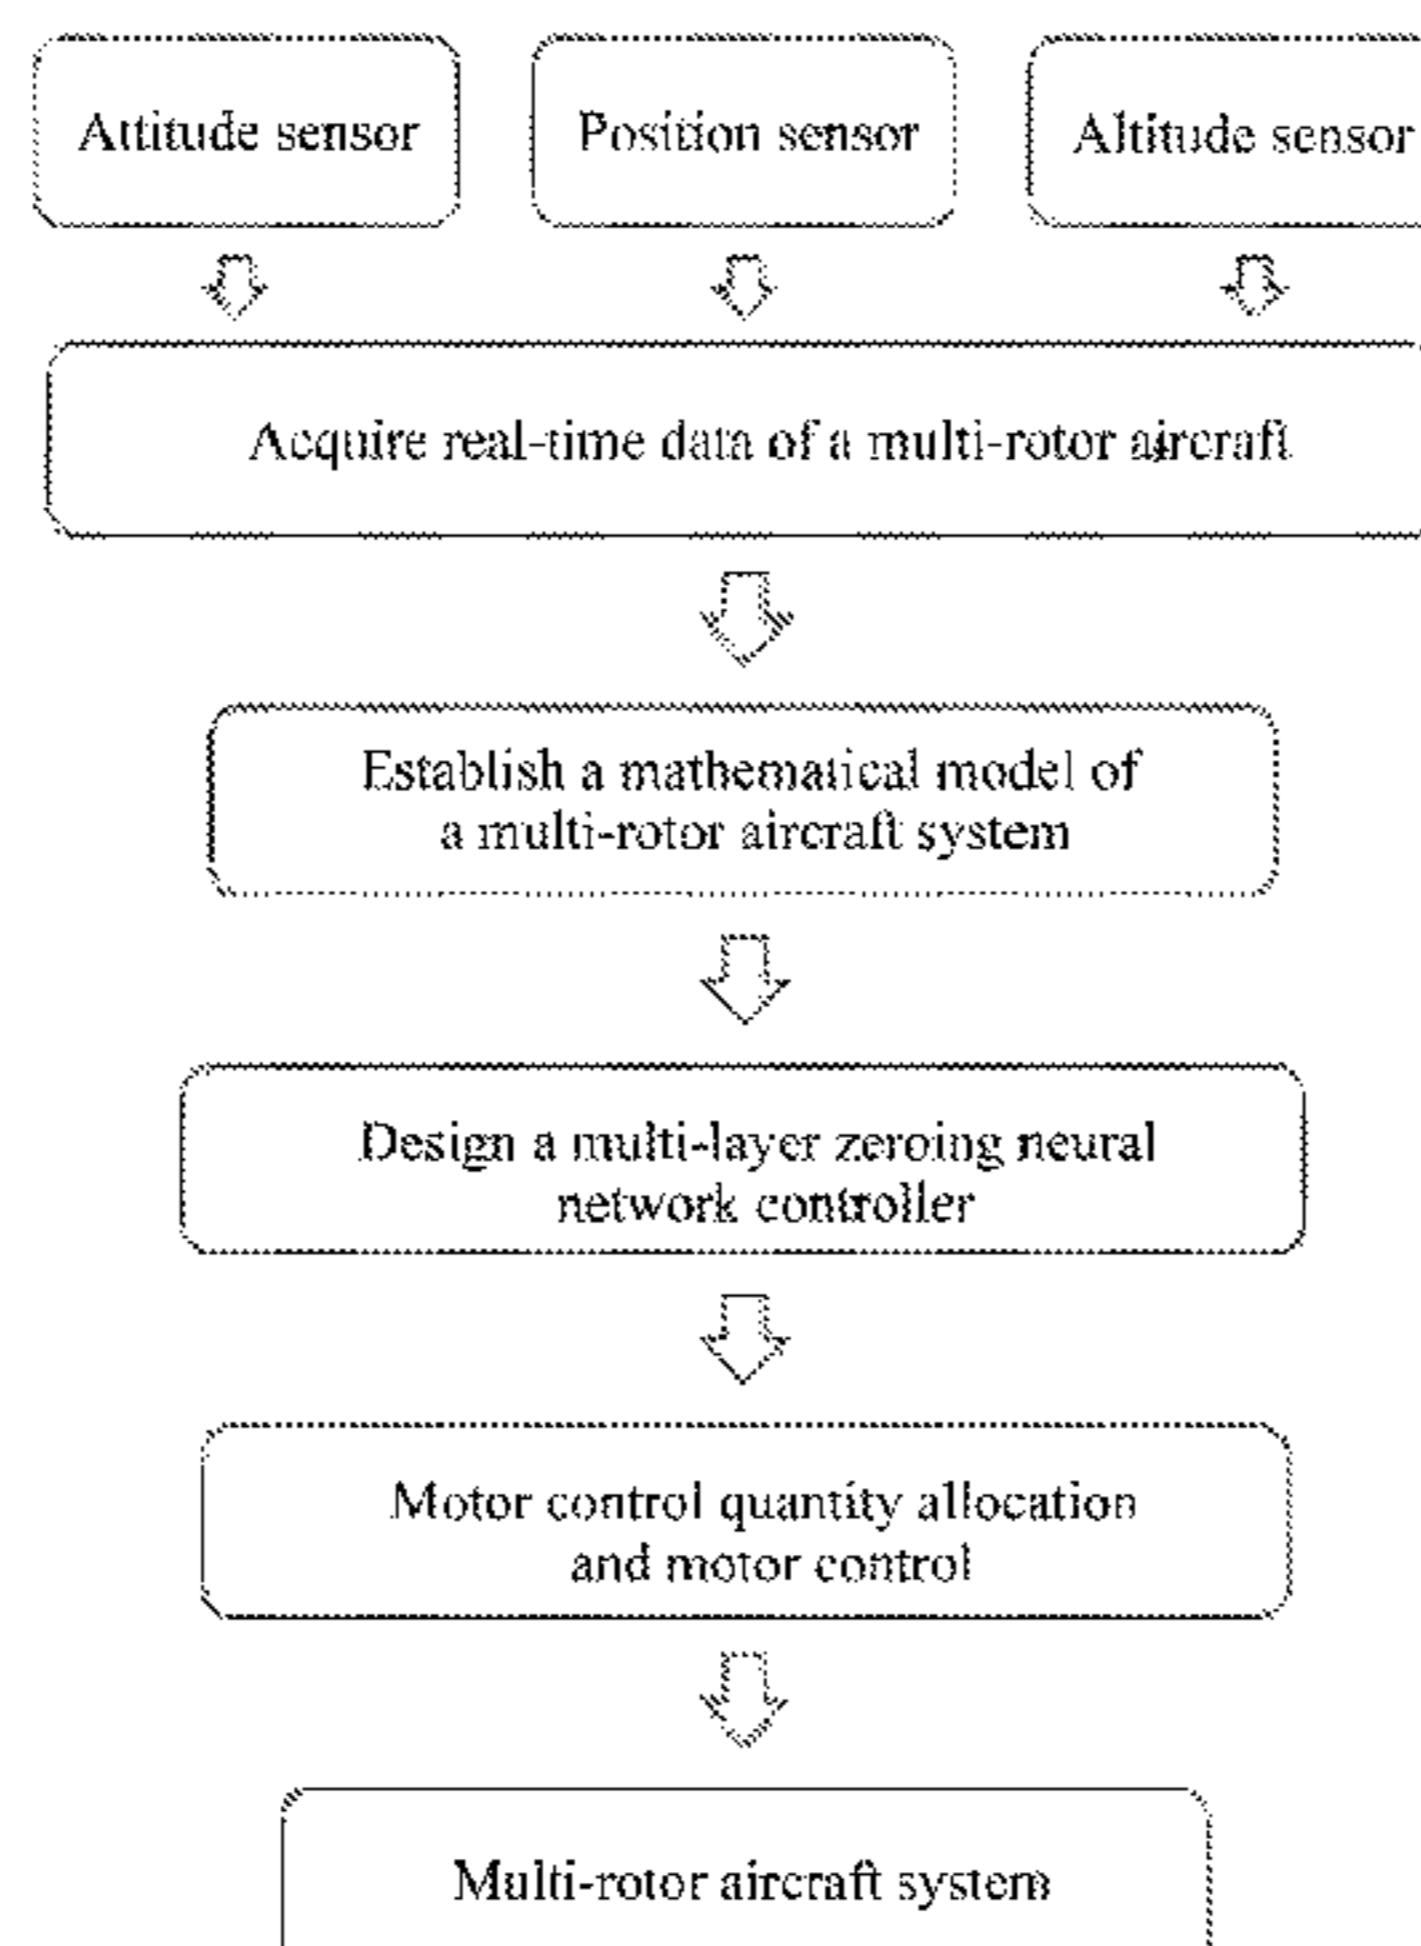 Attitude sensor
Position sensor
Altitude sensor
Acquire real-time data of a multi-rotor aircraft
Establish a mathematical model of
a multi-rotor aircraft system
Design a multi-layer zeroing neural
network controller
Motor control quantity allocation
and motor control
Multi-rotor aircraft system